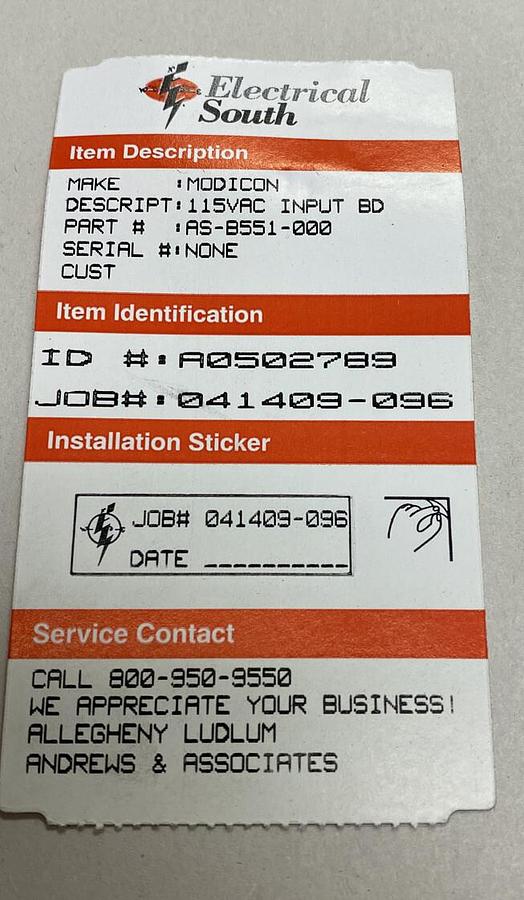 Electrical
South
Item Description
MAKE :MODICON
DESCRIPT:115VAC INPUT BD
PART # :AS-B551-000
SERIAL #:NONE
CUST
Item Identification
ID #:A0502789
JOB#:041409-096
Installation Sticker
JOB# 041409-096
DATE __________
Service Contact
CALL 800-950-9550
WE APPRECIATE YOUR BUSINESS!
ALLEGHENY LUDLUM
ANDREWS & ASSOCIATES